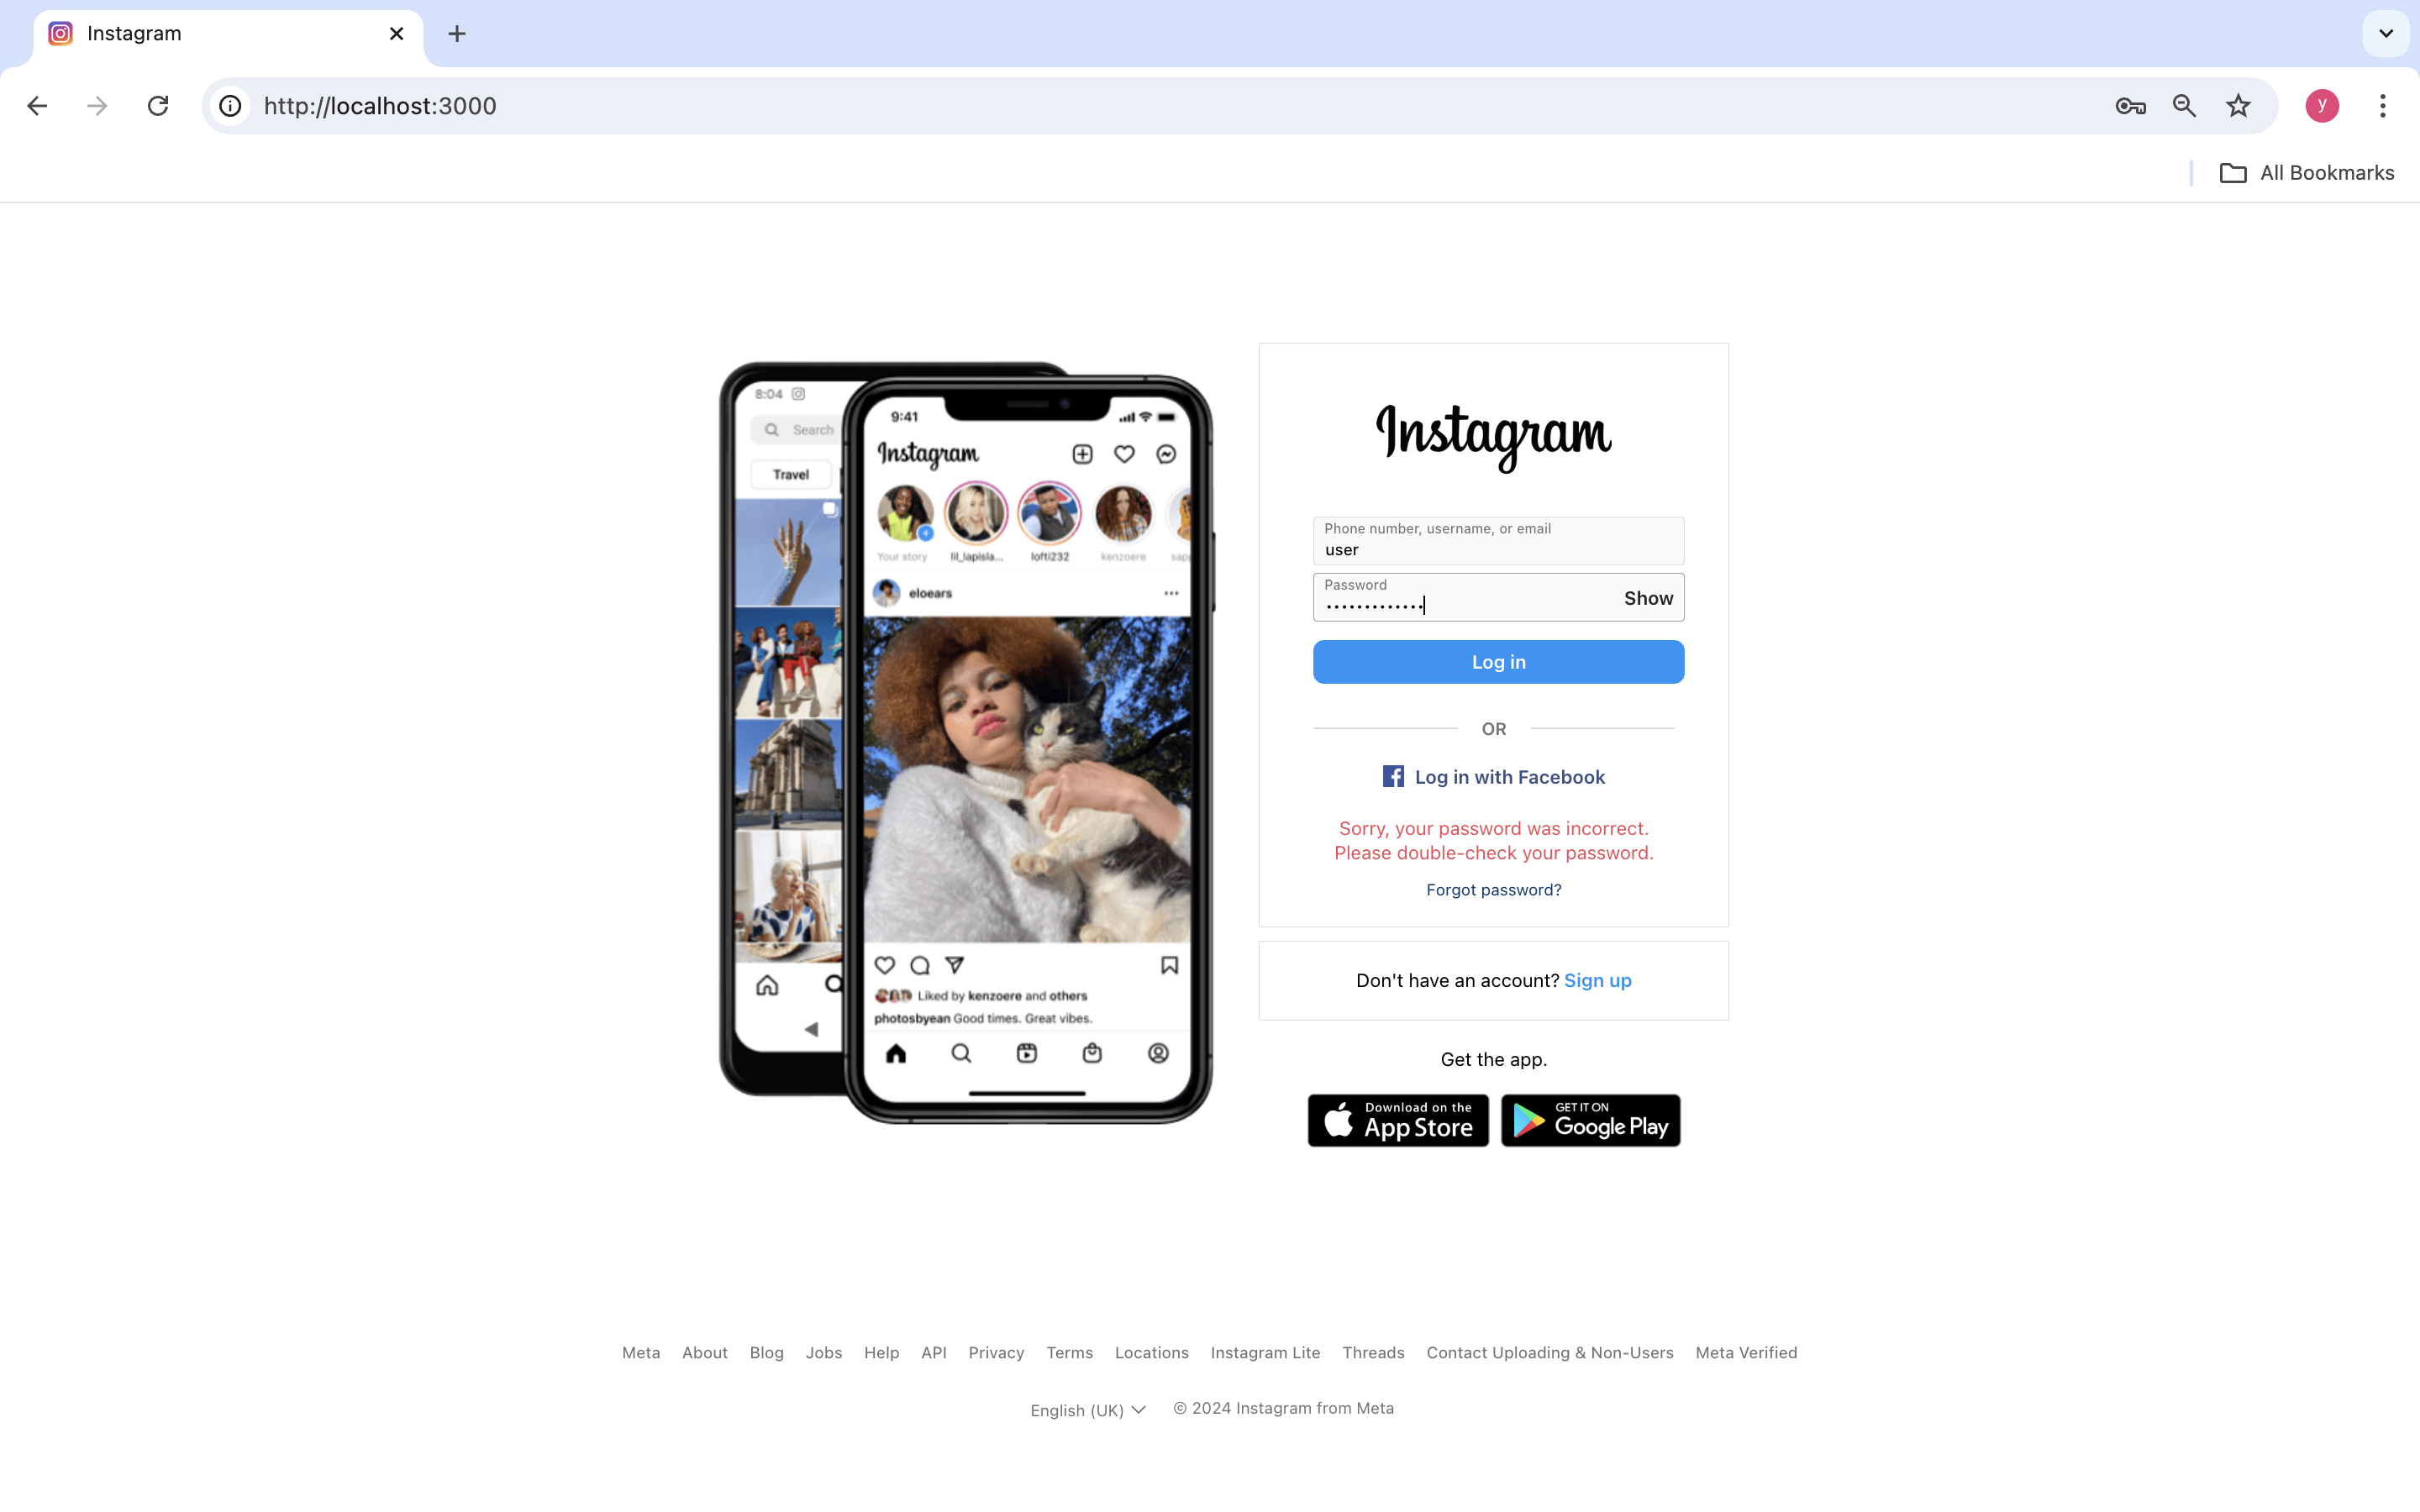 Instagram
http://localhost:3000
y
All Bookmarks
8:04
Search
Travel
9:41
Instagram
Your story
lil_lapisla...
lofti232
kenzoere
eloears
Liked by kenzoere and others
photosbyean Good times. Great vibes.
Instagram
Phone number, username, or email
user
Password
Show
Log in
OR
Log in with Facebook
Sorry, your password was incorrect.
Please double-check your password.
Forgot password?
Don't have an account? Sign up
Get the app.
Download on the
App Store
GET IT ON
Google Play
Meta About Blog Jobs Help API Privacy Terms Locations Instagram Lite Threads Contact Uploading & Non-Users Meta Verified
English (UK)
© 2024 Instagram from Meta